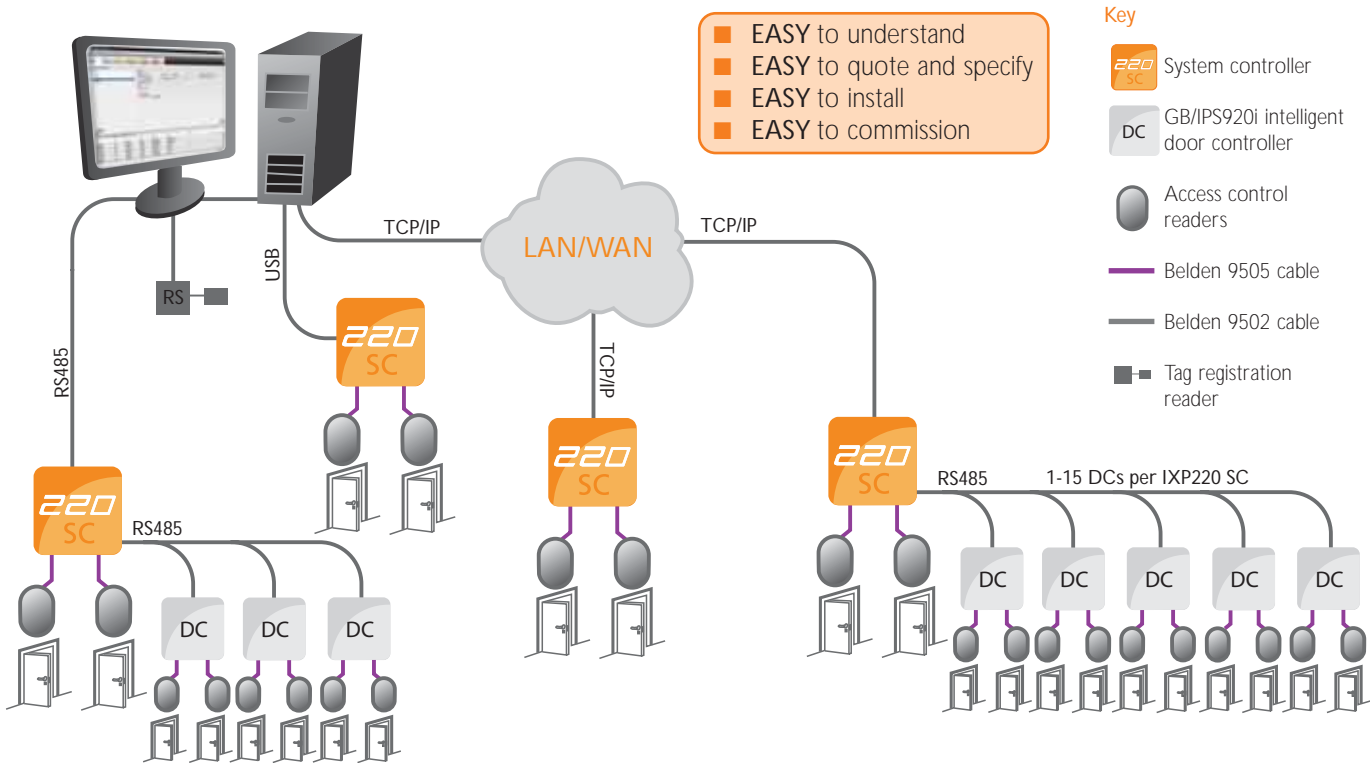 EASY to understand
EASY to quote and specify
EASY to install
EASY to commission
Key
220
SC
System controller
DC
GB/IPS920i intelligent
door controller
Access control
readers
Belden 9505 cable
Belden 9502 cable
Tag registration
reader
TCP/IP
LAN/WAN
TCP/IP
USB
RS
RS485
220
SC
TCP/IP
220
SC
220
SC
RS485
1-15 DCs per IXP220 SC
DC
DC
DC
DC
DC
220
SC
RS485
DC
DC
DC